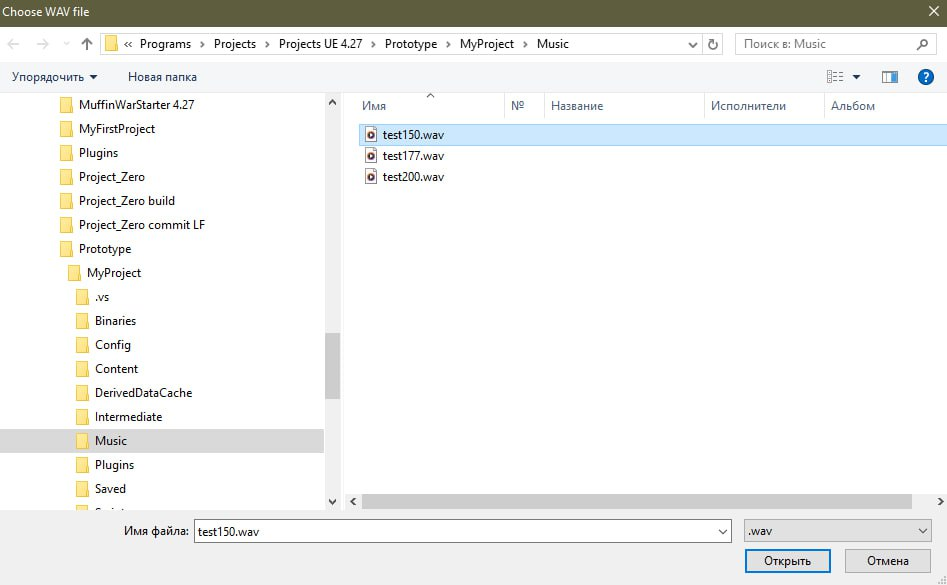 Choose WAV file
« Programs › Projects › Projects UE 4.27 › Prototype › MyProject › Music
Поиск в: Music
Упорядочить
Новая папка
MuffinWarStarter 4.27
MyFirstProject
Plugins
Project_Zero
Project_Zero build
Project_Zero commit LF
Prototype
MyProject
.vs
Binaries
Config
Content
DerivedDataCache
Intermediate
Music
Plugins
Saved
Имя
№
Название
Исполнители
Альбом
test150.wav
test177.wav
test200.wav
Имя файла: test150.wav
.wav
Открыть
Отмена